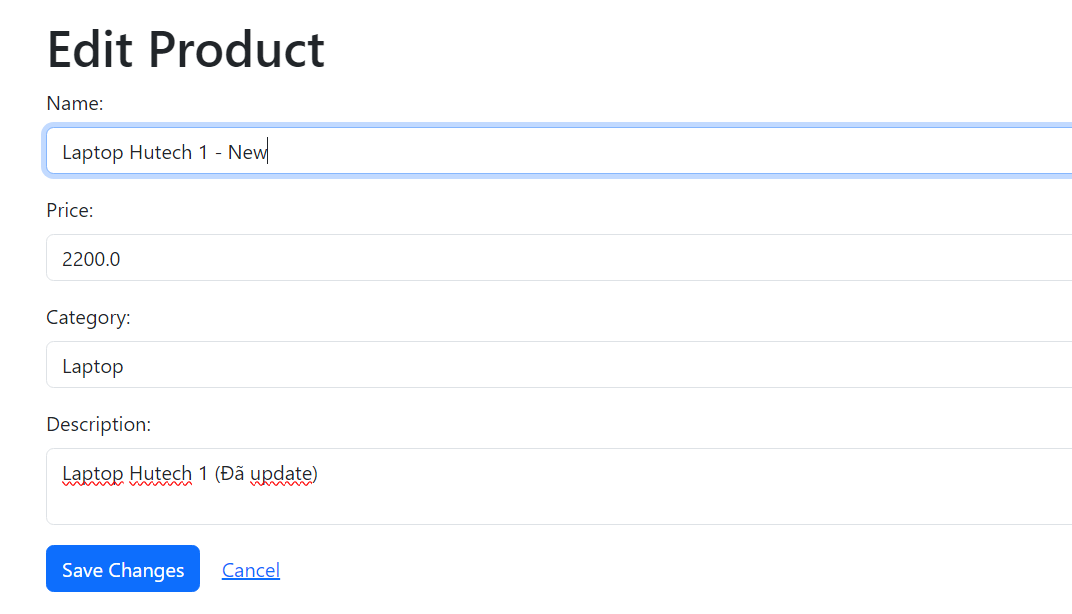 Edit Product
Name:
Laptop Hutech 1 - New
Price:
2200.0
Category:
Laptop
Description:
Laptop Hutech 1 (Đã update)
Save Changes Cancel